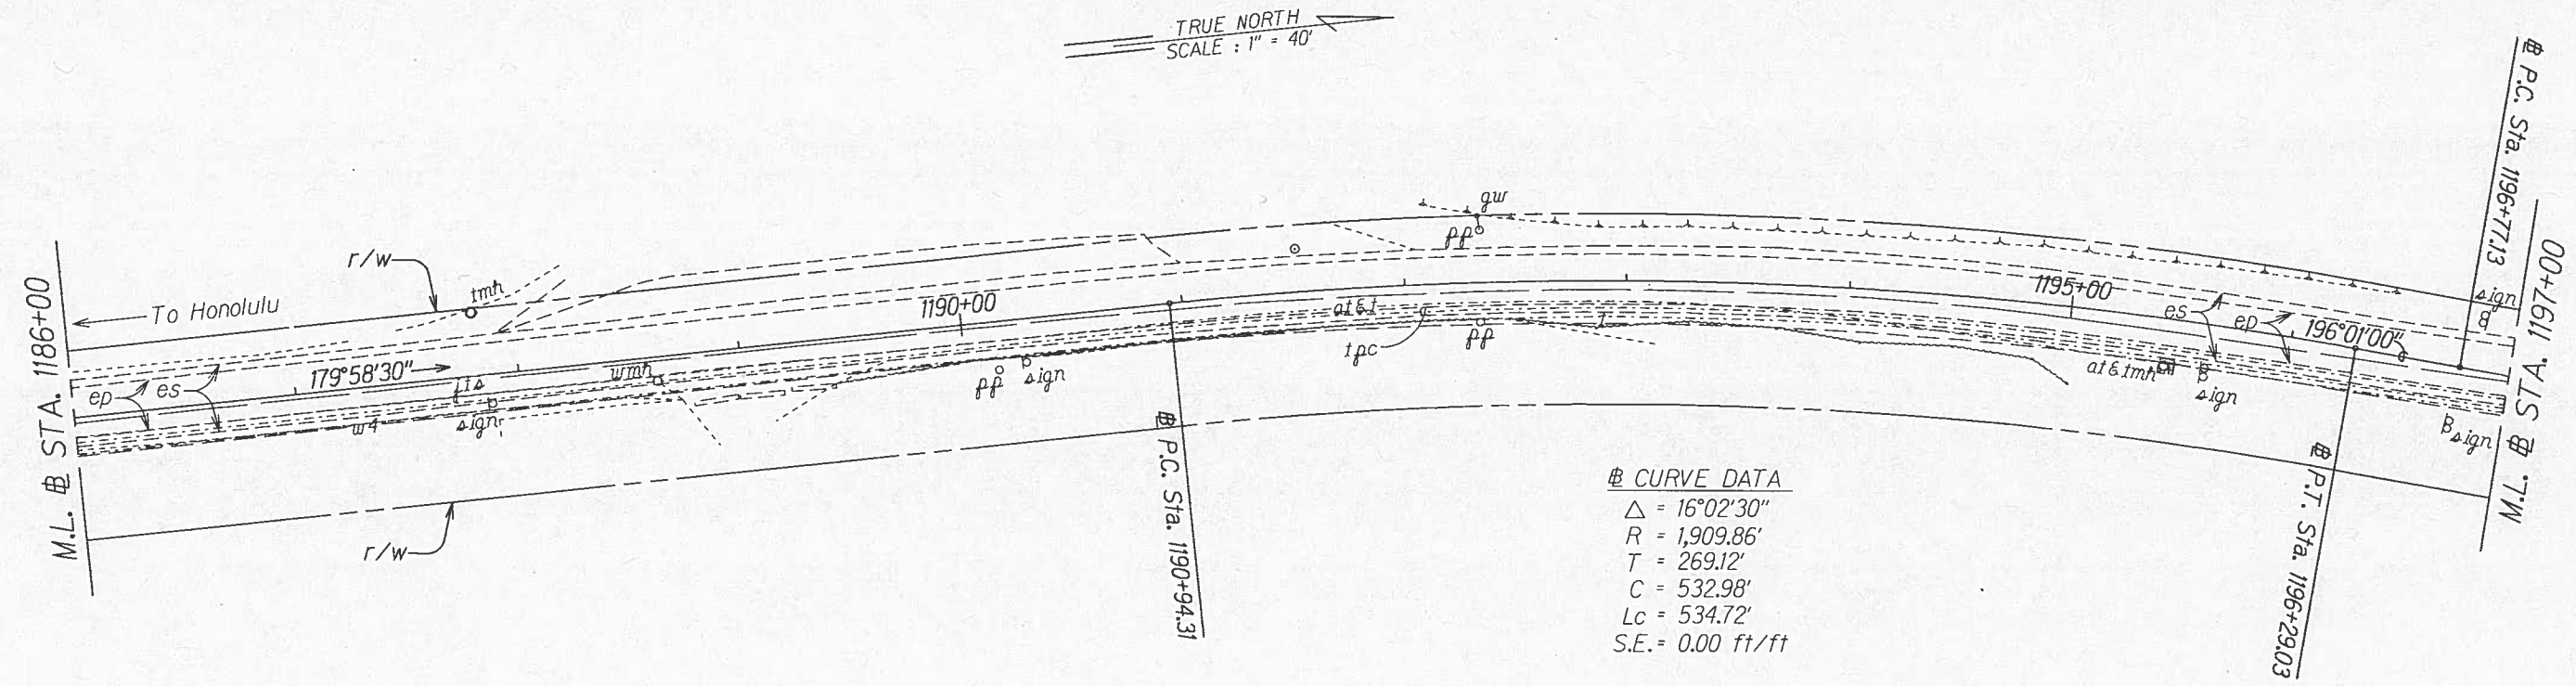 TRUE NORTH
SCALE : 1" = 40'
℄ P.C. Sta. 1196+77.13
M.L. ℄ STA. 1186+00
To Honolulu
r/w
tmh
1190+00
gw
pp
at&t
tpc
pp
1195+00
es
ep
196°01'00"
sign
M.L. ℄ STA. 1197+00
ep
es
179°58'30"
wmh
w4
sign
pp
sign
at&tmh
sign
sign
r/w
℄ P.C. Sta. 1190+94.31
℄ P.T. Sta. 1196+29.03
℄ CURVE DATA
△ = 16°02'30"
R = 1,909.86'
T = 269.12'
C = 532.98'
Lc = 534.72'
S.E. = 0.00 ft/ft